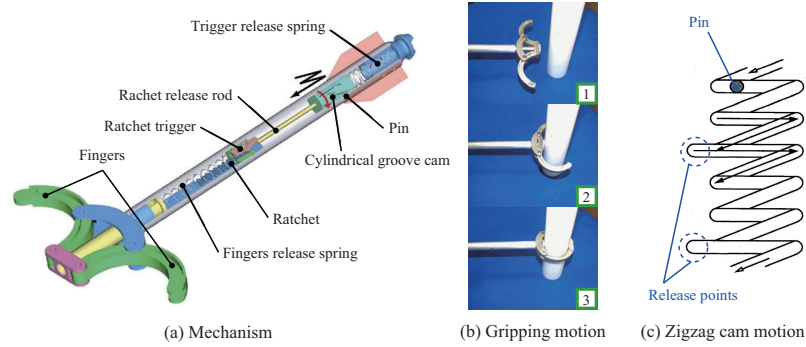 Trigger release spring
Rachet release rod
Ratchet trigger
Fingers
Pin
Cylindrical groove cam
Ratchet
Fingers release spring
(a) Mechanism
1
2
3
(b) Gripping motion
Pin
Release points
(c) Zigzag cam motion